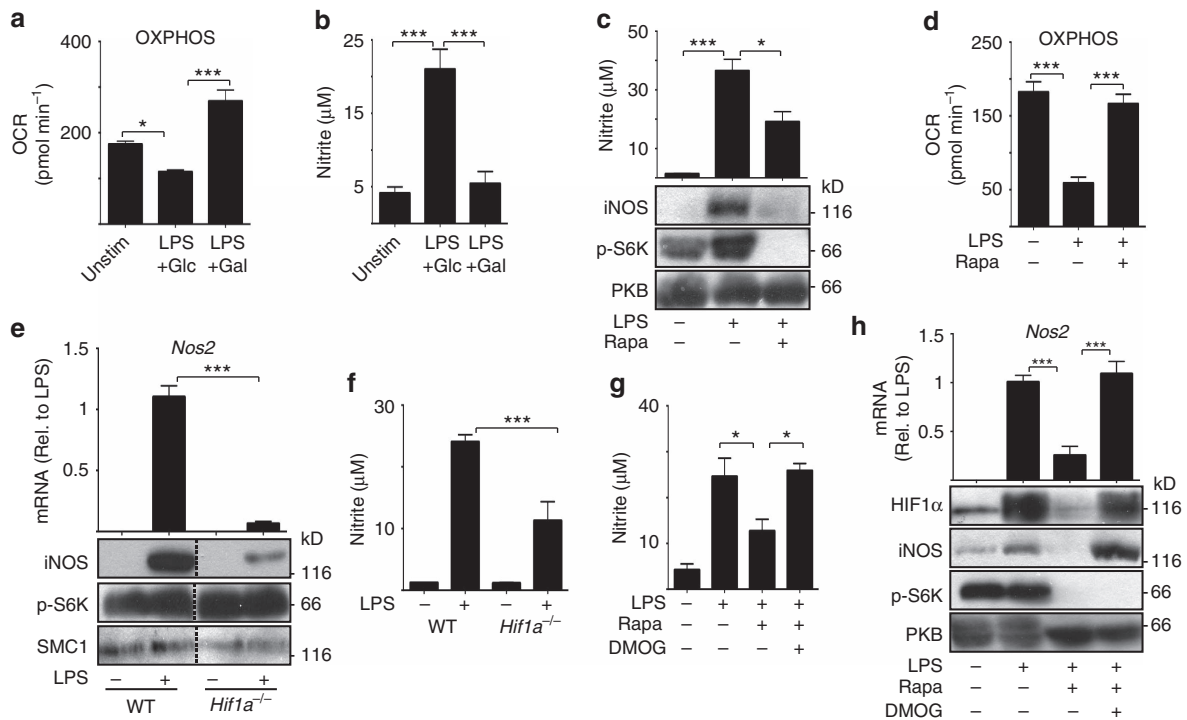 a
OXPHOS
400
200
0
OCR
(pmol min⁻¹)
*
***
Unstim
LPS
+Glc
LPS
+Gal
b
25
15
5
Nitrite (μM)
***
***
Unstim
LPS
+Glc
LPS
+Gal
c
50
30
10
Nitrite (μM)
***
*
kD
iNOS
116
p-S6K
66
PKB
66
LPS – + +
Rapa – – +
d
OXPHOS
250
150
50
OCR
(pmol min⁻¹)
***
***
LPS – + +
Rapa – – +
e
Nos2
1.5
1
0.5
mRNA (Rel. to LPS)
***
kD
iNOS
116
p-S6K
66
SMC1
116
LPS – + – +
WT Hif1a⁻/⁻
f
30
10
Nitrite (μM)
***
LPS – + – +
WT Hif1a⁻/⁻
g
40
10
Nitrite (μM)
*
*
LPS – + + +
Rapa – – + +
DMOG – – – +
h
Nos2
1.5
1
0.5
mRNA
(Rel. to LPS)
***
***
kD
HIF1α
116
iNOS
116
p-S6K
66
PKB
66
LPS – + + +
Rapa – – + +
DMOG – – – +